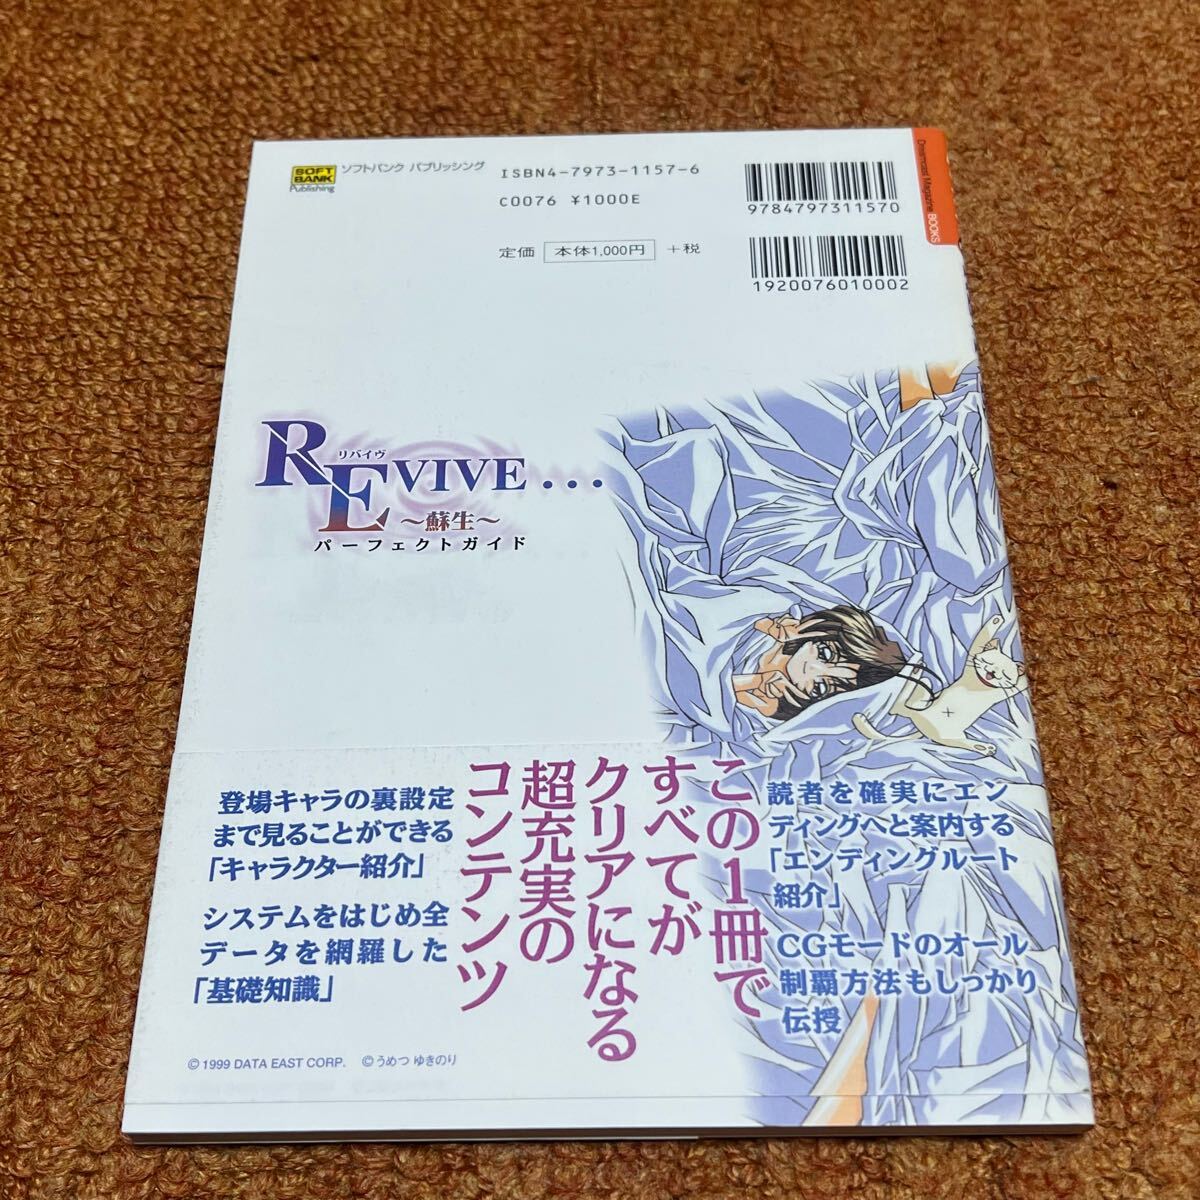 SOFT
BANK
Publishing
ソフトバンク パブリッシング
ISBN4-7973-1157-6
C0076 ¥1000E
定価 本体1,000円 +税
9784797311570
1920076010002
Dreamcast Magazine BOOKS
REVIVE...
リバイヴ
～蘇生～
パーフェクトガイド
この1冊で
すべてが
クリアになる
超充実の
コンテンツ
読者を確実にエン
ディングへと案内する
「エンディングルート
紹介」
CGモードのオール
制覇方法もしっかり
伝授
登場キャラの裏設定
まで見ることができる
「キャラクター紹介」
システムをはじめ全
データを網羅した
「基礎知識」
©1999 DATA EAST CORP. ©うめつ ゆきのり